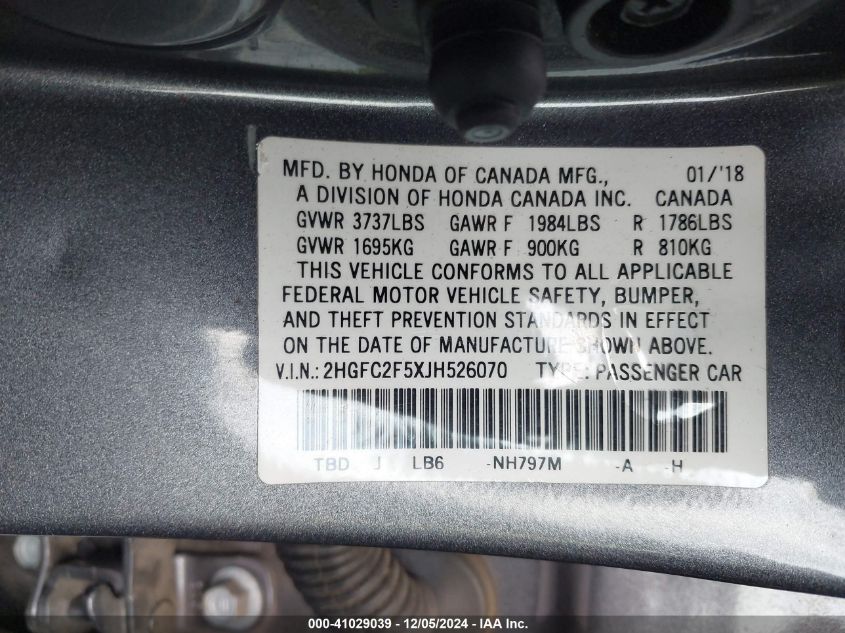 MFD. BY HONDA OF CANADA MFG., 01/'18
A DIVISION OF HONDA CANADA INC. CANADA
GVWR 3737LBS GAWR F 1984LBS R 1786LBS
GVWR 1695KG GAWR F 900KG R 810KG
THIS VEHICLE CONFORMS TO ALL APPLICABLE
FEDERAL MOTOR VEHICLE SAFETY, BUMPER,
AND THEFT PREVENTION STANDARDS IN EFFECT
ON THE DATE OF MANUFACTURE SHOWN ABOVE.
V.I.N.: 2HGFC2F5XJH526070 TYPE: PASSENGER CAR
TBD J LB6 -NH797M -A -H
000-41029039 - 12/05/2024 - IAA Inc.